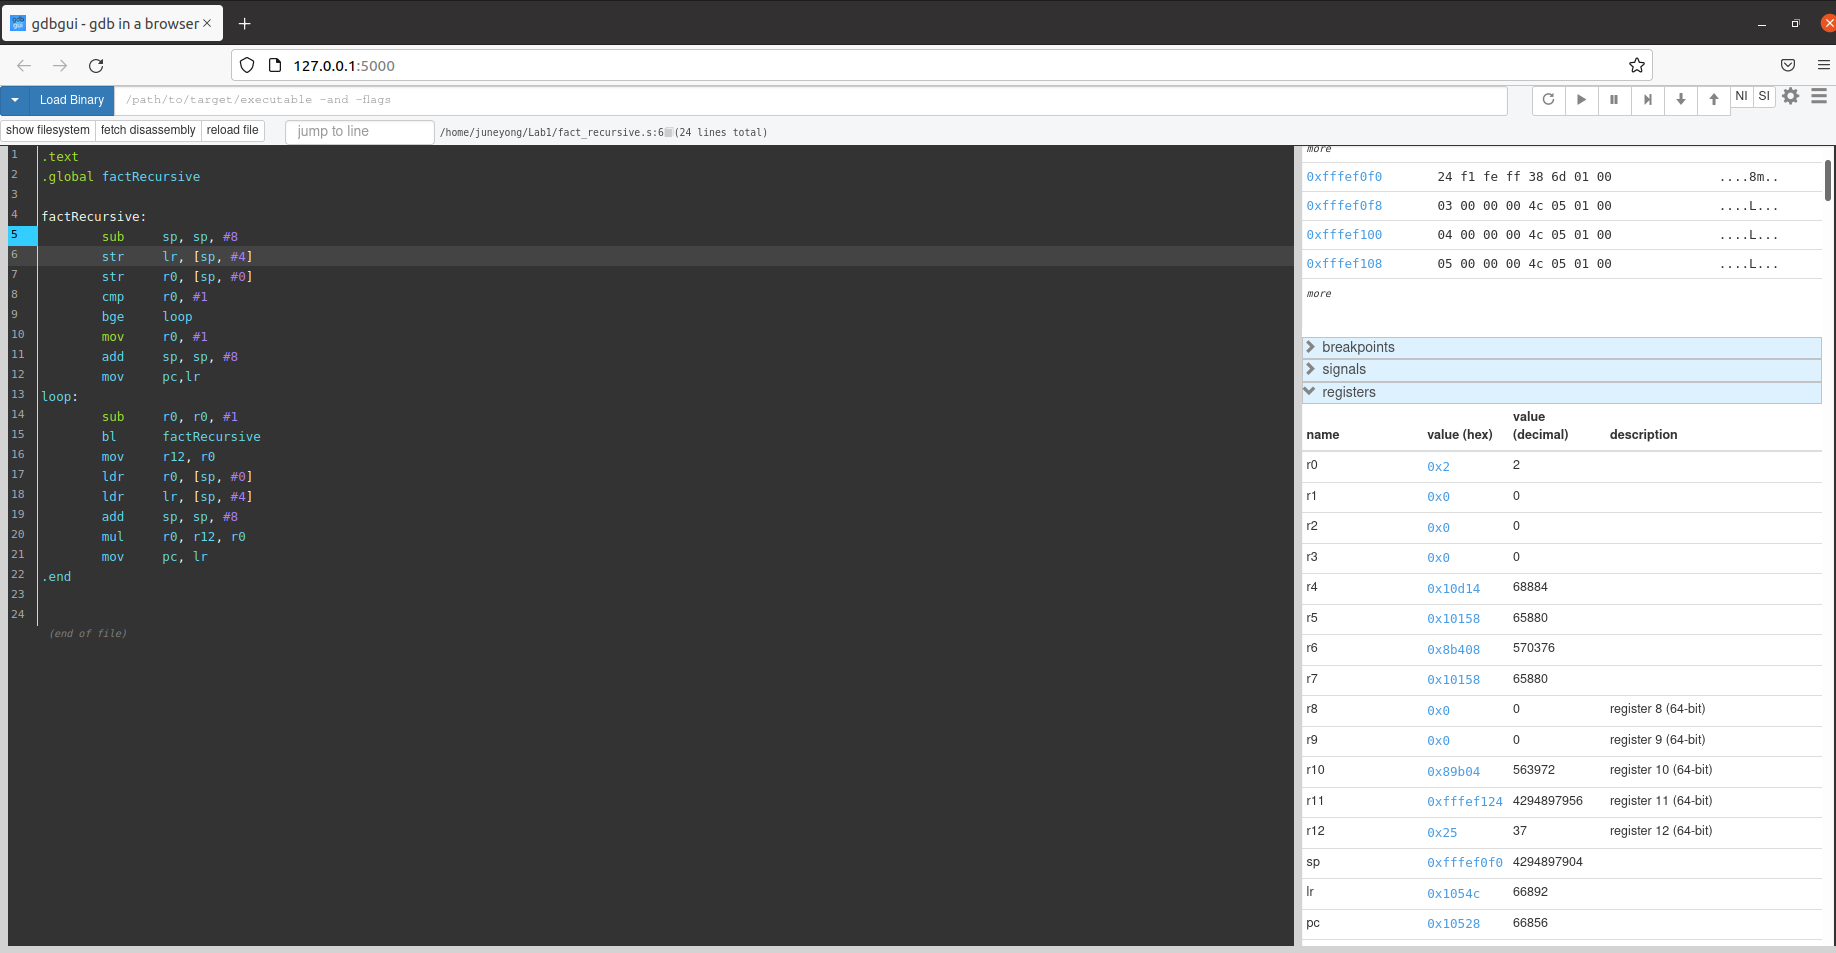 gdbgui - gdb in a browser
127.0.0.1:5000
Load Binary /path/to/target/executable -and -flags NI SI
show filesystem fetch disassembly reload file jump to line /home/juneyong/Lab1/fact_recursive.s:6 (24 lines total)
1 .text
2 .global factRecursive
3
4 factRecursive:
5 sub sp, sp, #8
6 str lr, [sp, #4]
7 str r0, [sp, #0]
8 cmp r0, #1
9 bge loop
10 mov r0, #1
11 add sp, sp, #8
12 mov pc,lr
13 loop:
14 sub r0, r0, #1
15 bl factRecursive
16 mov r12, r0
17 ldr r0, [sp, #0]
18 ldr lr, [sp, #4]
19 add sp, sp, #8
20 mul r0, r12, r0
21 mov pc, lr
22 .end
23
24
(end of file)
more
0xfffef0f0 24 f1 fe ff 38 6d 01 00 ....8m..
0xfffef0f8 03 00 00 00 4c 05 01 00 ....L...
0xfffef100 04 00 00 00 4c 05 01 00 ....L...
0xfffef108 05 00 00 00 4c 05 01 00 ....L...
more
breakpoints
signals
registers
name value (hex) value (decimal) description
r0 0x2 2
r1 0x0 0
r2 0x0 0
r3 0x0 0
r4 0x10d14 68884
r5 0x10158 65880
r6 0x8b408 570376
r7 0x10158 65880
r8 0x0 0 register 8 (64-bit)
r9 0x0 0 register 9 (64-bit)
r10 0x89b04 563972 register 10 (64-bit)
r11 0xfffef124 4294897956 register 11 (64-bit)
r12 0x25 37 register 12 (64-bit)
sp 0xfffef0f0 4294897904
lr 0x1054c 66892
pc 0x10528 66856